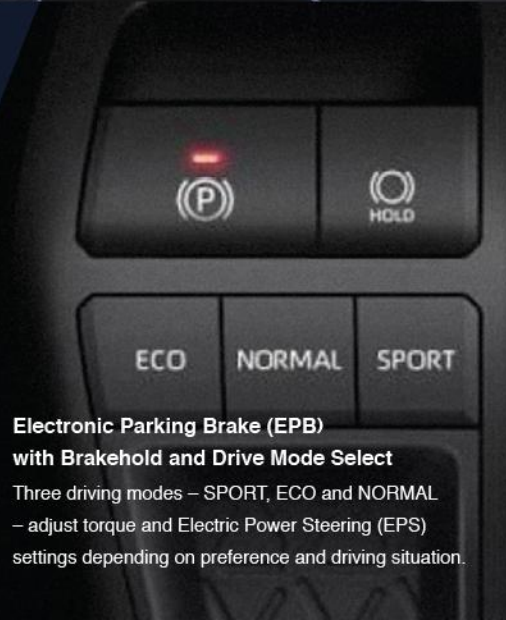 (P)
HOLD
ECO NORMAL SPORT
Electronic Parking Brake (EPB)
with Brakehold and Drive Mode Select
Three driving modes – SPORT, ECO and NORMAL
– adjust torque and Electric Power Steering (EPS)
settings depending on preference and driving situation.